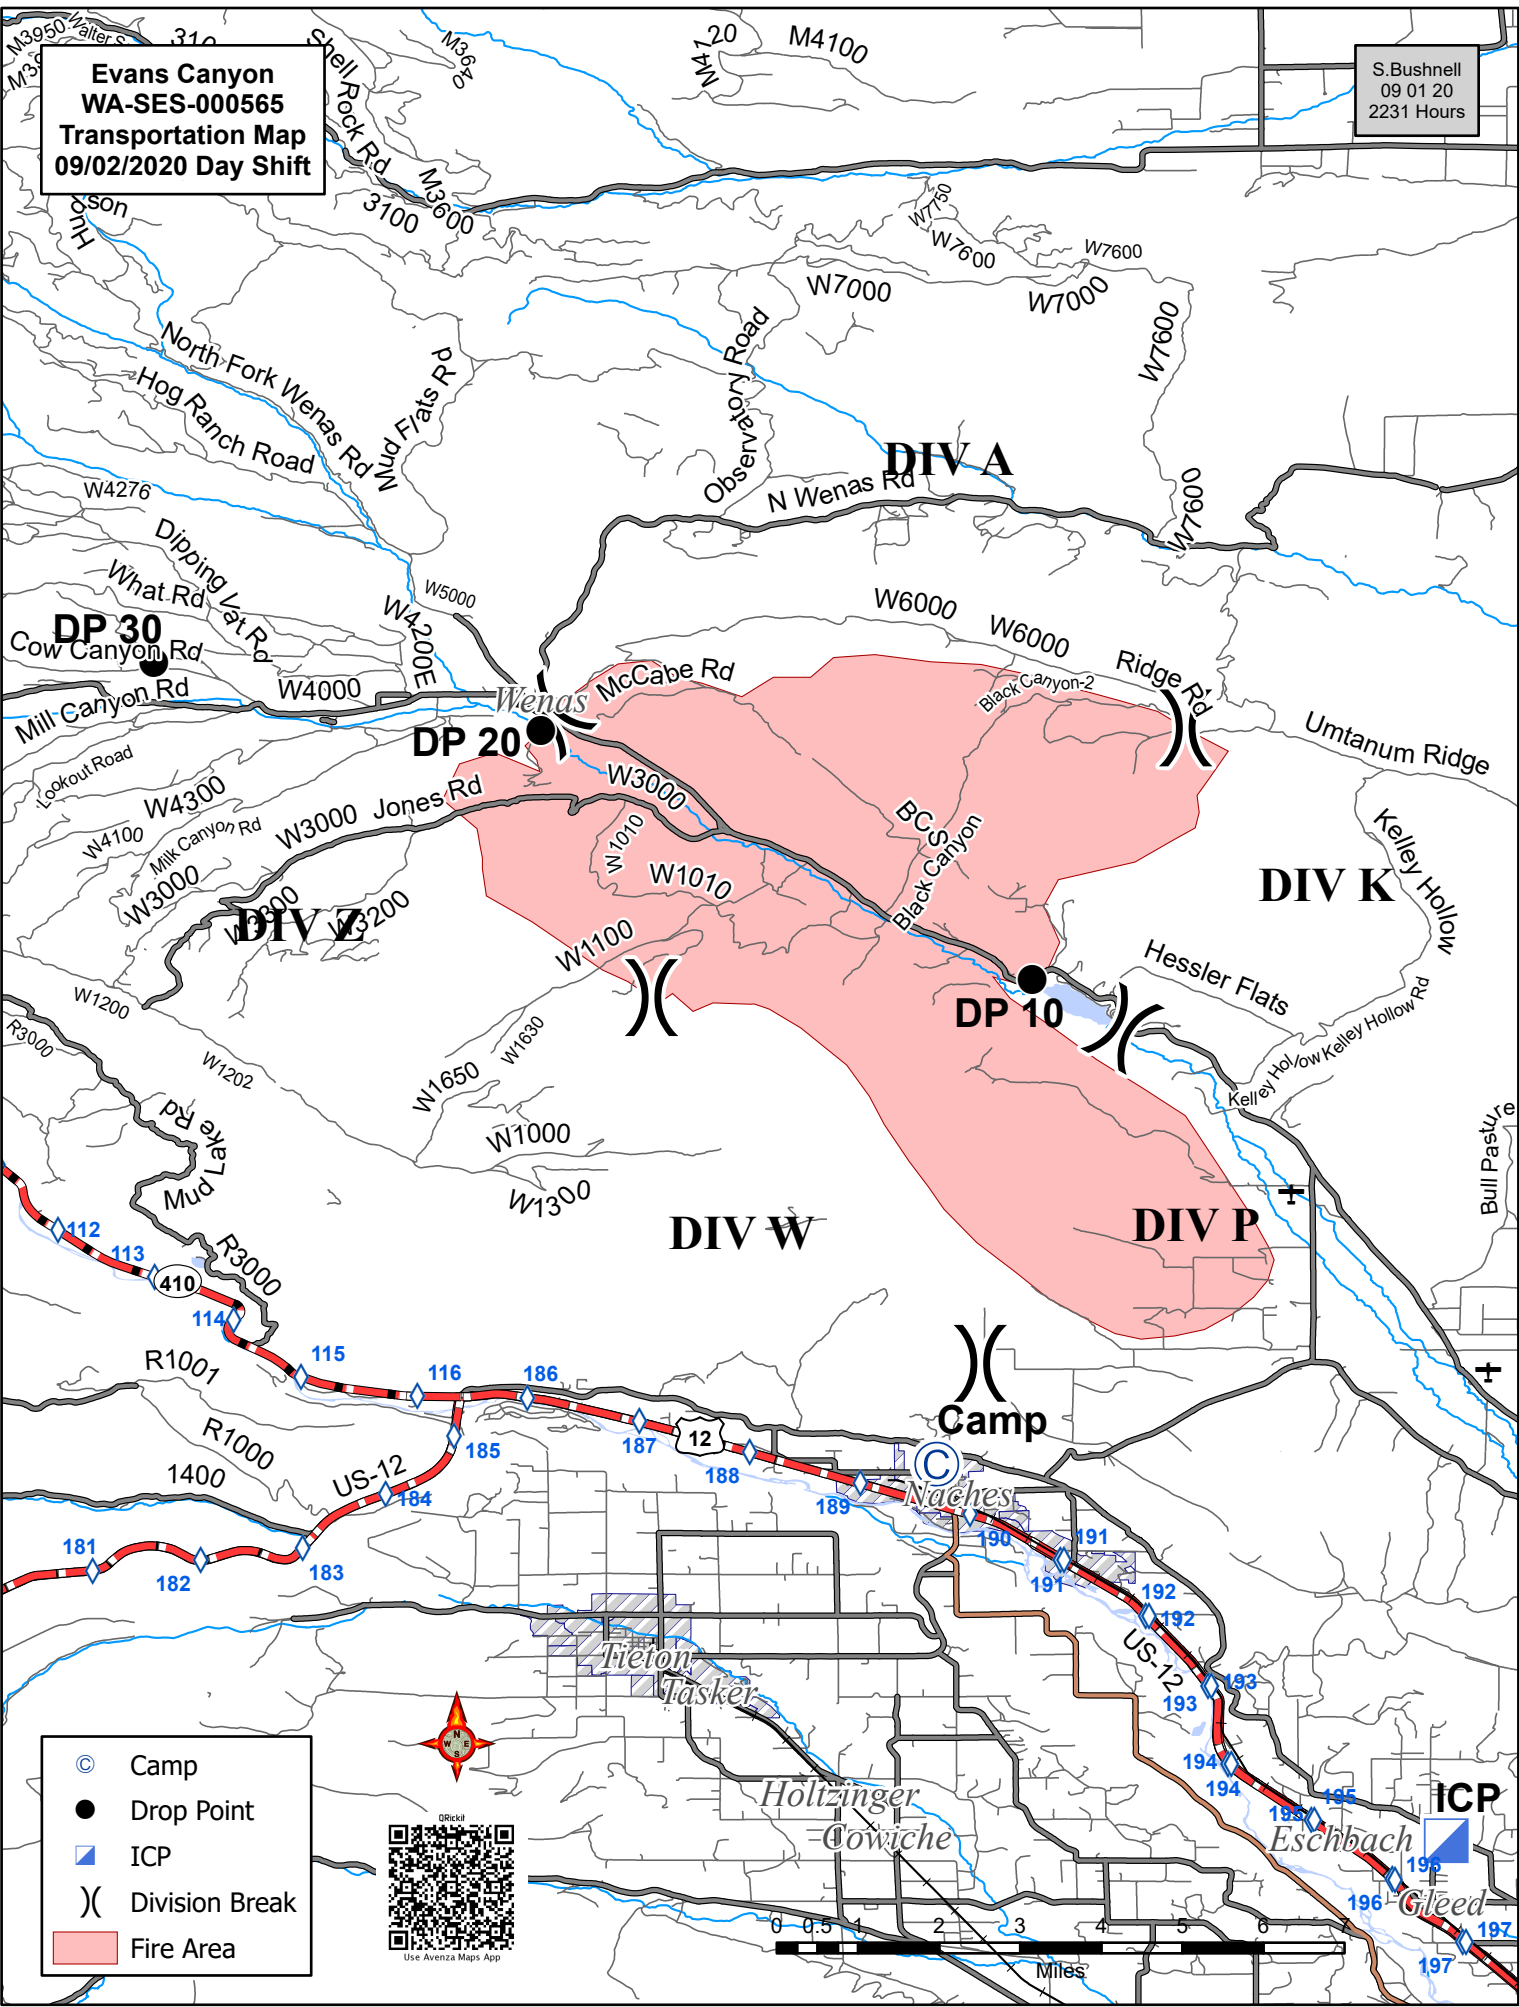 Evans Canyon
WA-SES-000565
Transportation Map
09/02/2020 Day Shift
S.Bushnell
09 01 20
2231 Hours
M3950
310
Shell Rock Rd
M3640
M4100
M3600
3100
son
W7750
W7600
W7600
W7000
W7000
W7600
North Fork Wenas Rd
Mud Flats Rd
Hog Ranch Road
Observatory Road
DIV A
N Wenas Rd
W7600
W4276
Dipping Vat Rd
What Rd
W5000
W4200E
W6000
W6000
DP 30
Cow Canyon Rd
Ridge Rd
McCabe Rd
Black Canyon-2
W4000
Mill Canyon Rd
Wenas
DP 20
Umtanum Ridge
Lookout Road
W4300
W3000
Jones Rd
W3000
W4100
Milk Canyon Rd
W1010
BCS
Black Canyon
Kelley Hollow
W3000
W1010
DIV K
W3300
W3200
DIV Z
W1100
Hessler Flats
DP 10
W1200
R3000
W1202
W1630
W1650
Kelley Hollow
Kelley Hollow Rd
Bull Pasture
Mud Lake Rd
W1000
W1300
DIV W
DIV P
112
113
410
R3000
114
115
116
186
R1001
R1000
1400
US-12
185
184
187
12
188
189
Camp
C
Naches
190
191
191
181
182
183
192
192
US-12
193
193
Tieton
Tasker
194
194
195
195
ICP
Eschbach
Holtzinger
Cowiche
196
196
Gleed
197
197
N
W E
S
QRickit
Use Avenza Maps App
© Camp
Drop Point
ICP
)( Division Break
Fire Area
0 0.5 1 2 3 4 5 6 7
Miles